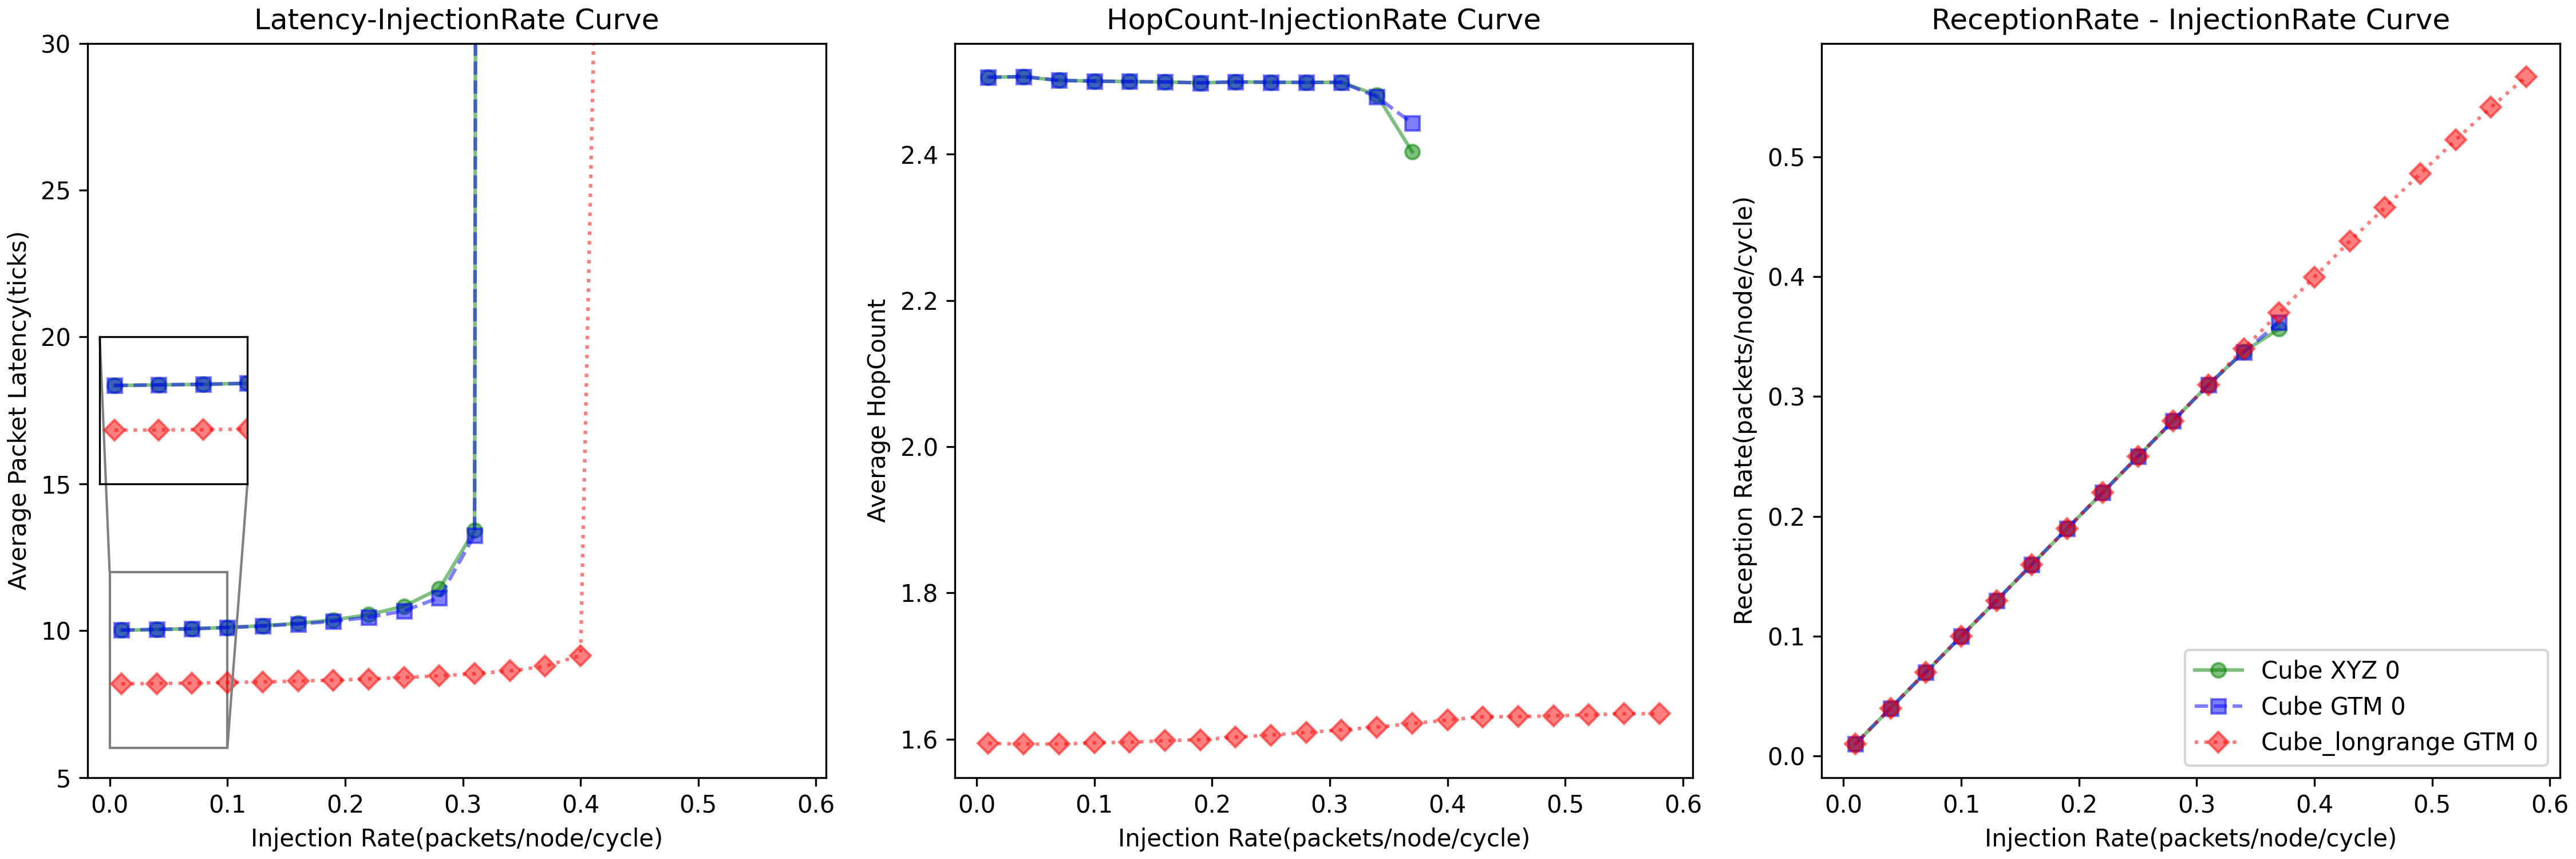 Latency-InjectionRate Curve
Average Packet Latency(ticks)
30
25
20
15
10
5
0.0 0.1 0.2 0.3 0.4 0.5 0.6
Injection Rate(packets/node/cycle)
HopCount-InjectionRate Curve
Average HopCount
2.4
2.2
2.0
1.8
1.6
0.0 0.1 0.2 0.3 0.4 0.5 0.6
Injection Rate(packets/node/cycle)
ReceptionRate - InjectionRate Curve
Reception Rate(packets/node/cycle)
0.5
0.4
0.3
0.2
0.1
0.0
Cube XYZ 0
Cube GTM 0
Cube_longrange GTM 0
0.0 0.1 0.2 0.3 0.4 0.5 0.6
Injection Rate(packets/node/cycle)